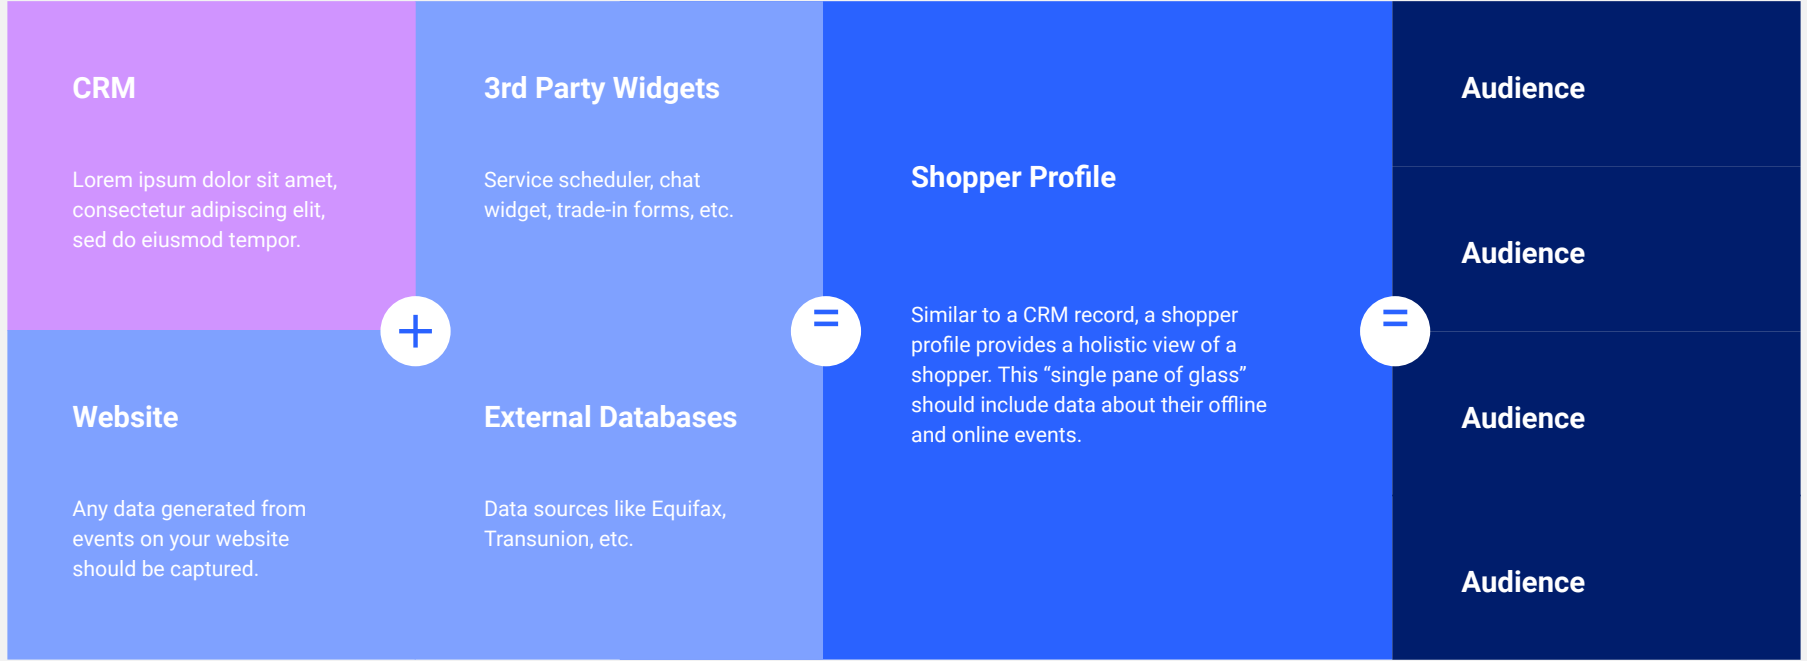 CRM
Lorem ipsum dolor sit amet,
consectetur adipiscing elit,
sed do eiusmod tempor.
3rd Party Widgets
Service scheduler, chat
widget, trade-in forms, etc.
+
Website
Any data generated from
events on your website
should be captured.
External Databases
Data sources like Equifax,
Transunion, etc.
=
Shopper Profile
Similar to a CRM record, a shopper
profile provides a holistic view of a
shopper. This “single pane of glass”
should include data about their offline
and online events.
=
Audience
Audience
Audience
Audience